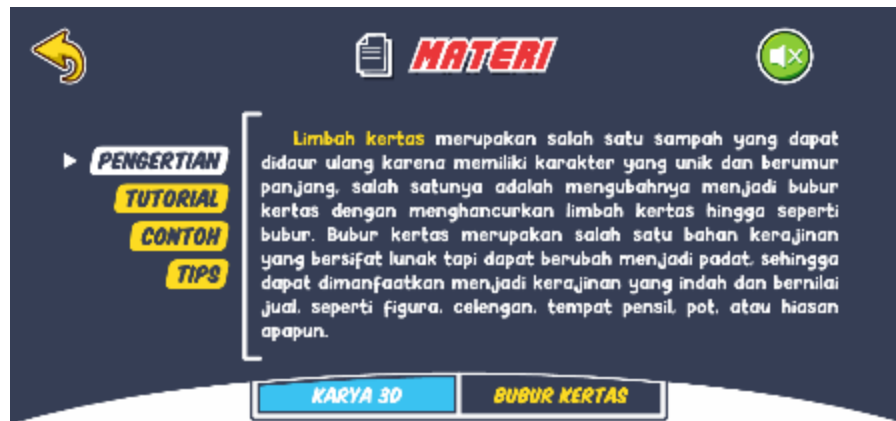 MATERI
PENGERTIAN
TUTORIAL
CONTOH
TIPS
Limbah kertas merupakan salah satu sampah yang dapat
didaur ulang karena memiliki karakter yang unik dan berumur
panjang, salah satunya adalah mengubahnya menjadi bubur
kertas dengan menghancurkan limbah kertas hingga seperti
bubur. Bubur kertas merupakan salah satu bahan kerajinan
yang bersifat lunak tapi dapat berubah menjadi padat, sehingga
dapat dimanfaatkan menjadi kerajinan yang indah dan bernilai
jual, seperti figura, celengan, tempat pensil, pot, atau hiasan
apapun.
KARYA 3D
BUBUR KERTAS